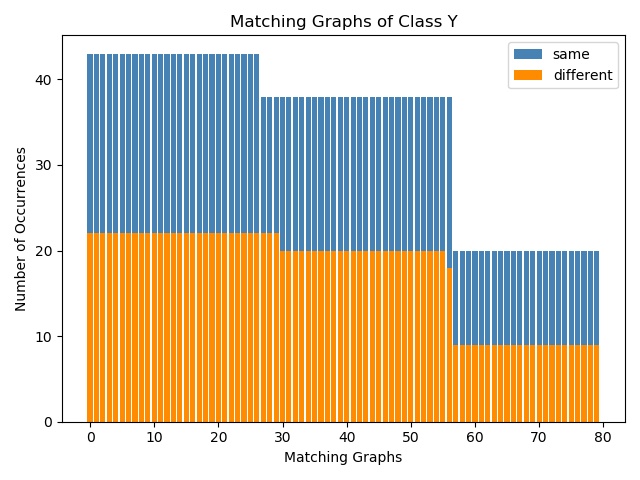 Matching Graphs of Class Y
same
different
Number of Occurrences
40
30
20
10
0
0 10 20 30 40 50 60 70 80
Matching Graphs